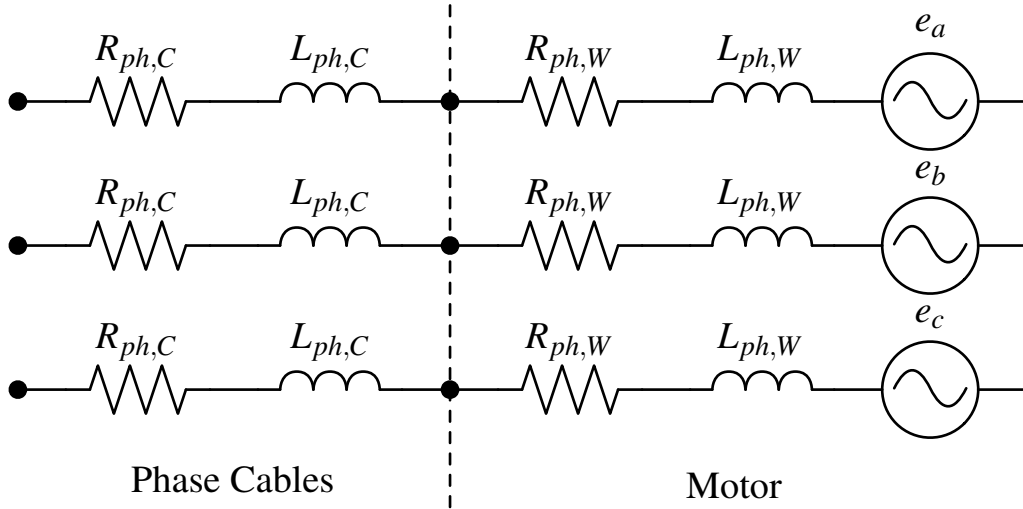 e_a
R_{ph,C} L_{ph,C} R_{ph,W} L_{ph,W}
e_b
R_{ph,C} L_{ph,C} R_{ph,W} L_{ph,W}
e_c
R_{ph,C} L_{ph,C} R_{ph,W} L_{ph,W}
Phase Cables Motor